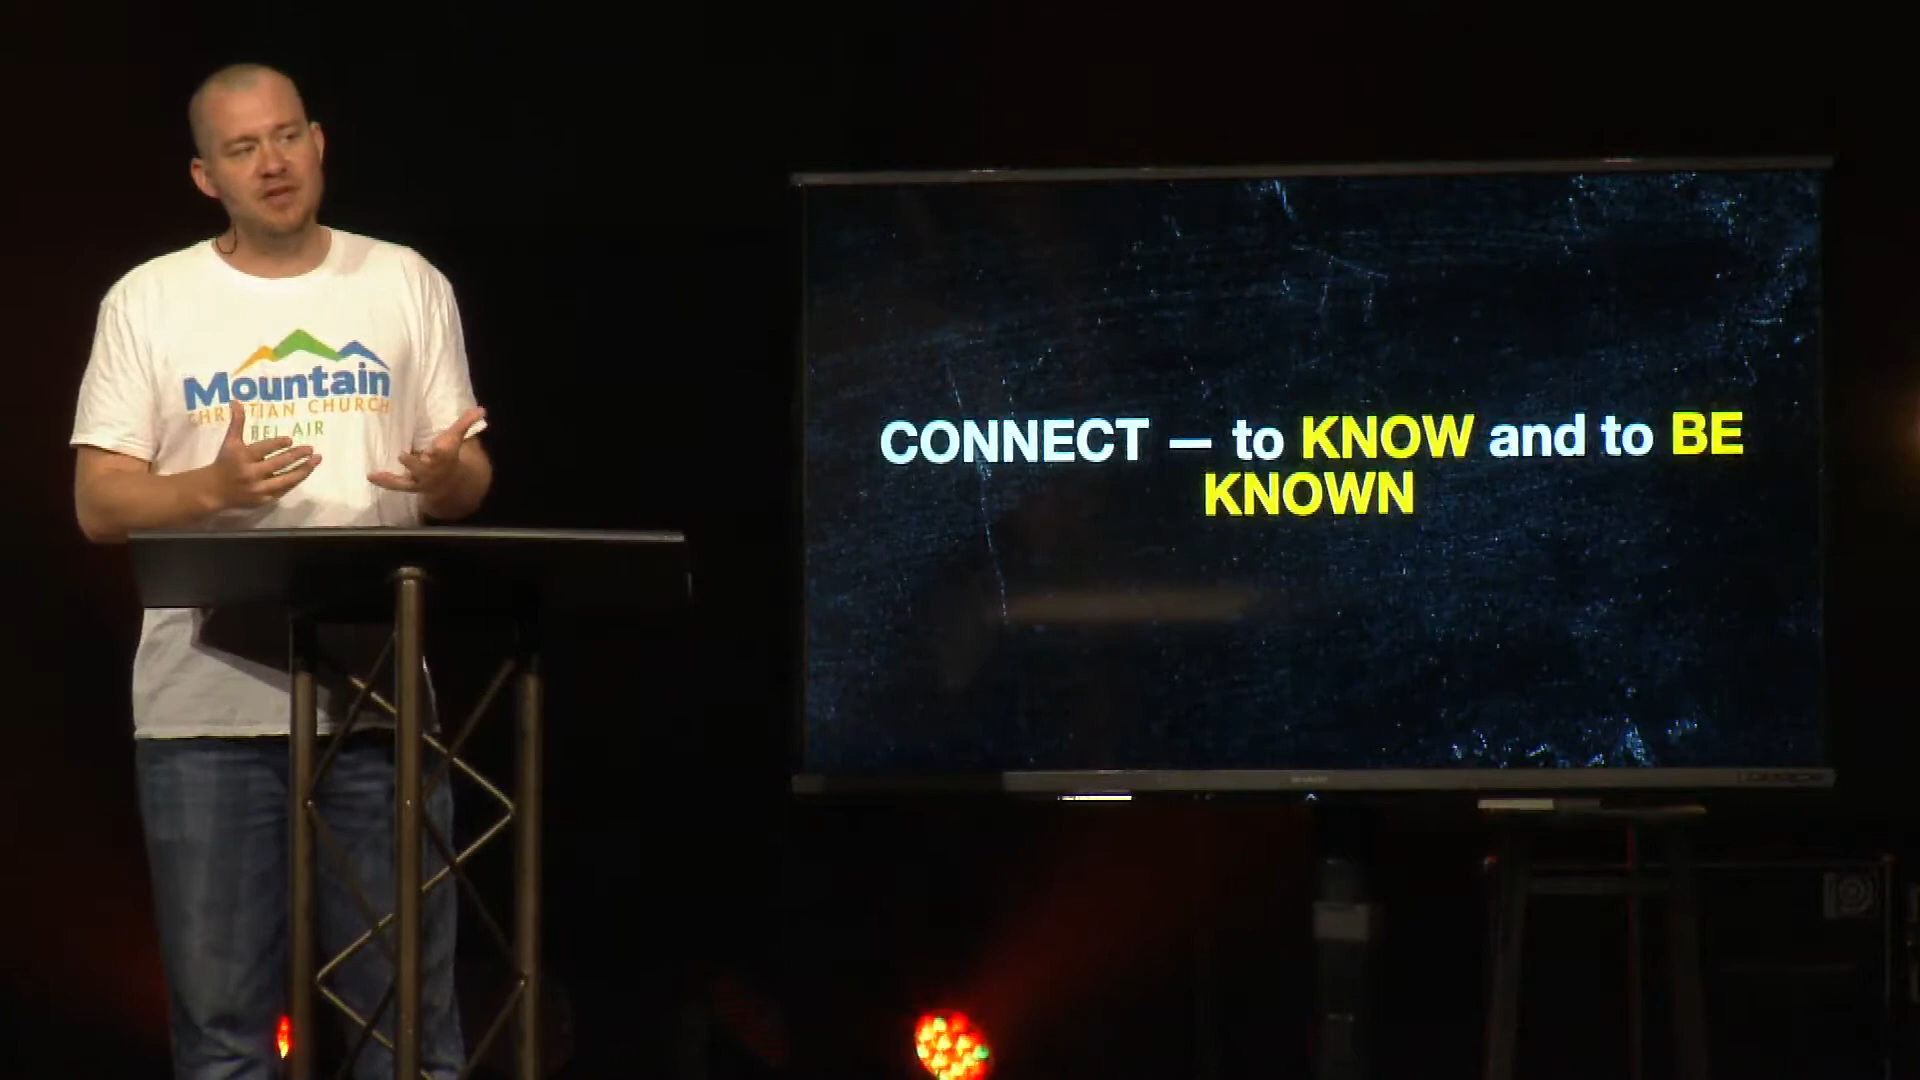 Mountain
CHRISTIAN CHURCH
BEL AIR
CONNECT — to KNOW and to BE
KNOWN